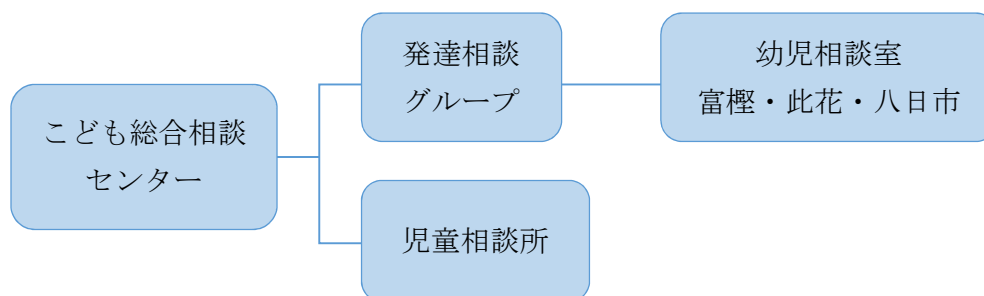 発達相談
グループ
幼児相談室
富樫・此花・八日市
こども総合相談
センター
児童相談所